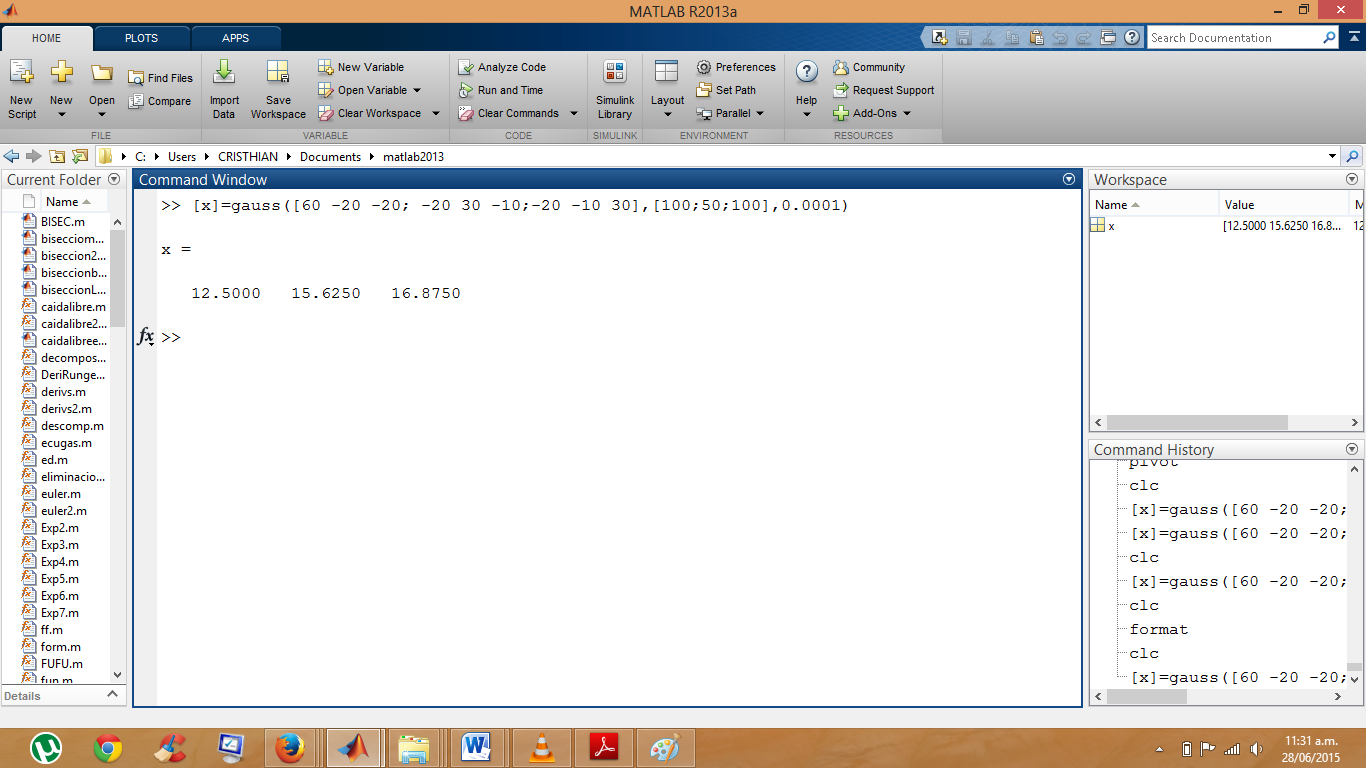 MATLAB R2013a
HOME PLOTS APPS Search Documentation
New Script New Open Find Files Compare Import Data Save Workspace New Variable Open Variable Clear Workspace Analyze Code Run and Time Clear Commands Simulink Library Layout Preferences Set Path Parallel Help Community Request Support Add-Ons
FILE VARIABLE CODE SIMULINK ENVIRONMENT RESOURCES
C: Users CRISTHIAN Documents matlab2013
Current Folder
Name
BISEC.m
bisecciom...
biseccion2...
biseccionb...
biseccionL...
caidalibre.m
caidalibre2...
caidalibree...
decompos...
DeriRunge...
derivs.m
derivs2.m
descomp.m
ecugas.m
ed.m
eliminacio...
euler.m
euler2.m
Exp2.m
Exp3.m
Exp4.m
Exp5.m
Exp6.m
Exp7.m
ff.m
form.m
FUFU.m
fun.m
Details
Command Window
>> [x]=gauss([60 -20 -20; -20 30 -10;-20 -10 30],[100;50;100],0.0001)
x =
12.5000 15.6250 16.8750
fx >>
Workspace
Name Value M
x [12.5000 15.6250 16.8... 12
Command History
pivot
clc
[x]=gauss([60 -20 -20;
[x]=gauss([60 -20 -20;
clc
[x]=gauss([60 -20 -20;
clc
format
clc
[x]=gauss([60 -20 -20;
11:31 a.m.
28/06/2015